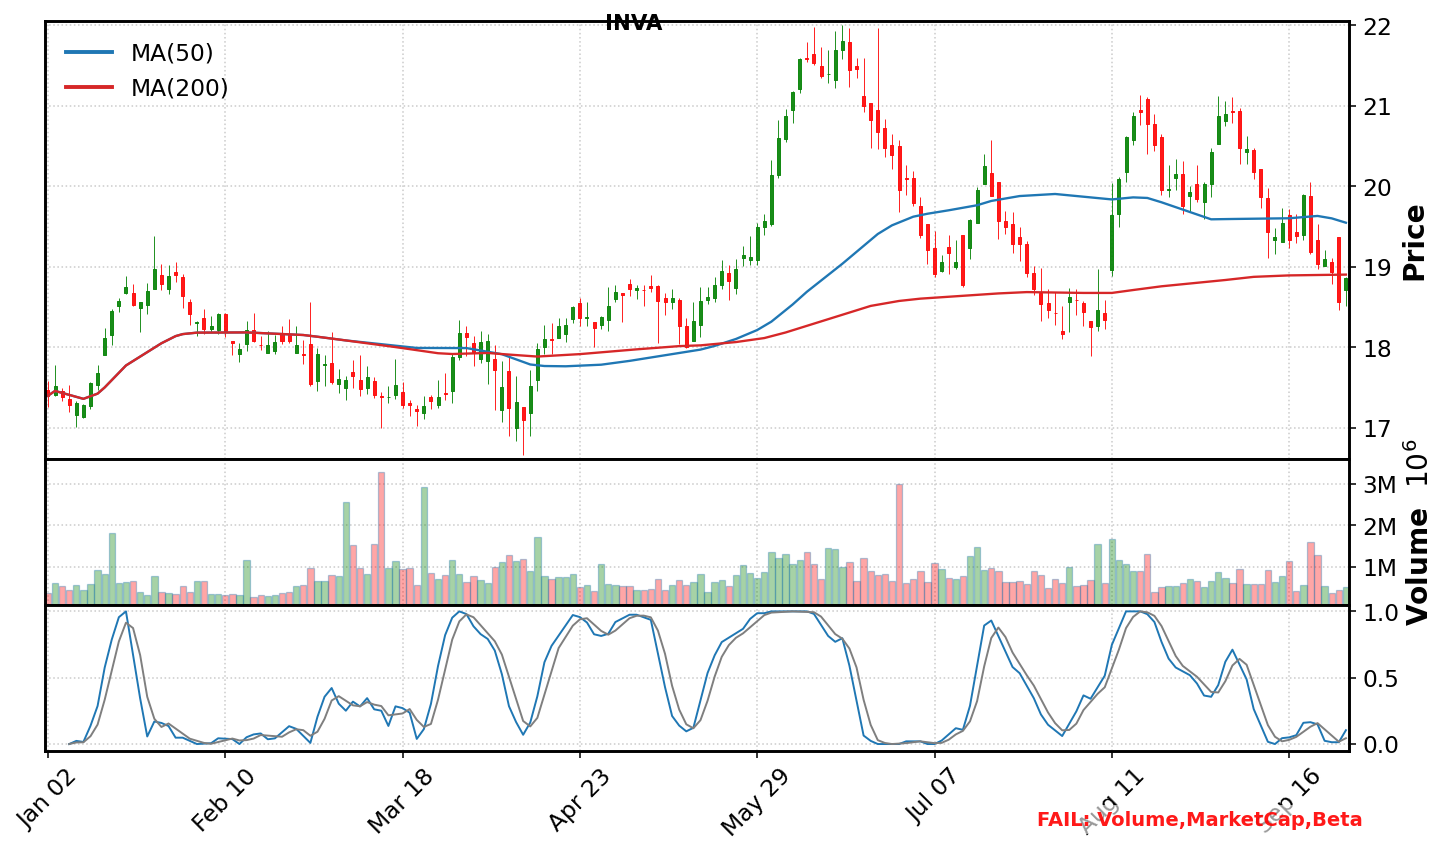 INVA
MA(50)
MA(200)
22
21
20
19
18
17
Price
3M
2M
1M
Volume 10⁶
1.0
0.5
0.0
Jan 02
Feb 10
Mar 18
Apr 23
May 29
Jul 07
Aug 11
Sep 16
FAIL: Volume,MarketCap,Beta